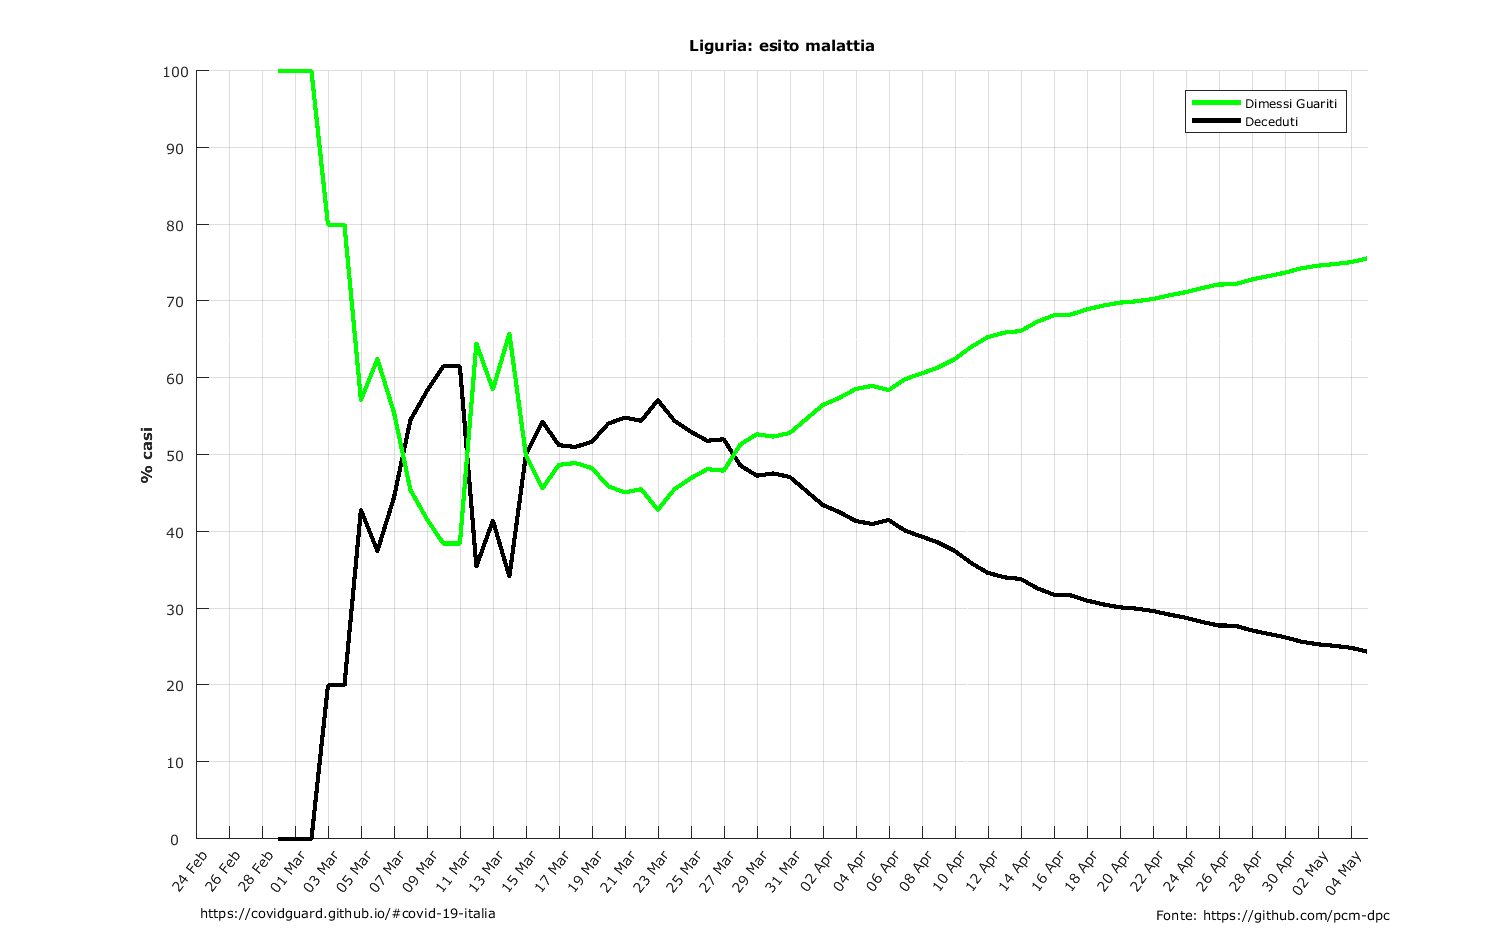 Liguria: esito malattia
100
90
80
70
60
50
40
30
20
10
0
% casi
Dimessi Guariti
Deceduti
24 Feb
26 Feb
28 Feb
01 Mar
03 Mar
05 Mar
07 Mar
09 Mar
11 Mar
13 Mar
15 Mar
17 Mar
19 Mar
21 Mar
23 Mar
25 Mar
27 Mar
29 Mar
31 Mar
02 Apr
04 Apr
06 Apr
08 Apr
10 Apr
12 Apr
14 Apr
16 Apr
18 Apr
20 Apr
22 Apr
24 Apr
26 Apr
28 Apr
30 Apr
02 May
04 May
https://covidguard.github.io/#covid-19-italia
Fonte: https://github.com/pcm-dpc